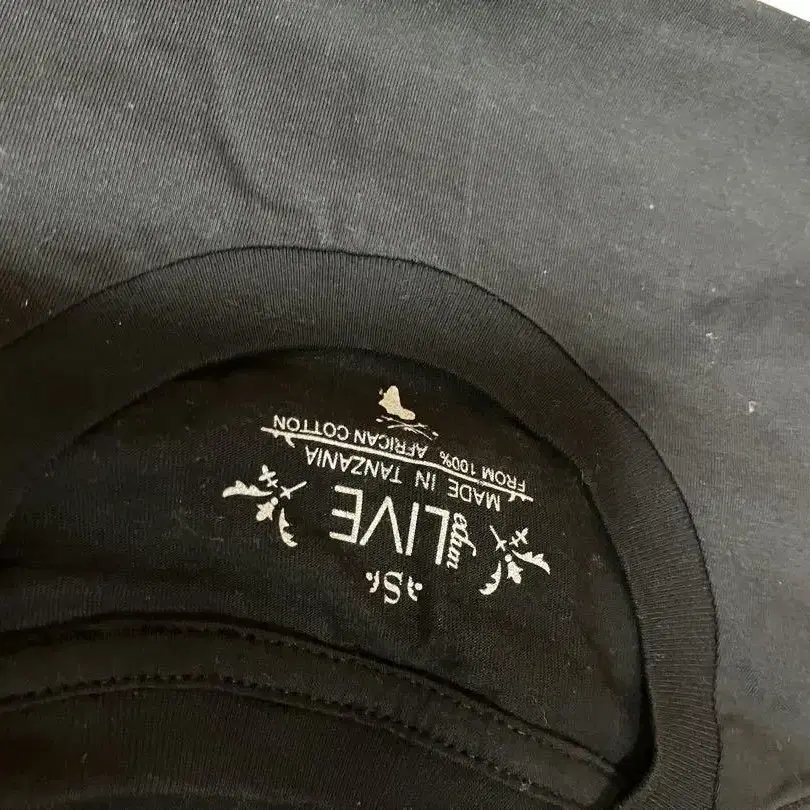 S
edun
LIVE
MADE IN TANZANIA
FROM 100% AFRICAN COTTON